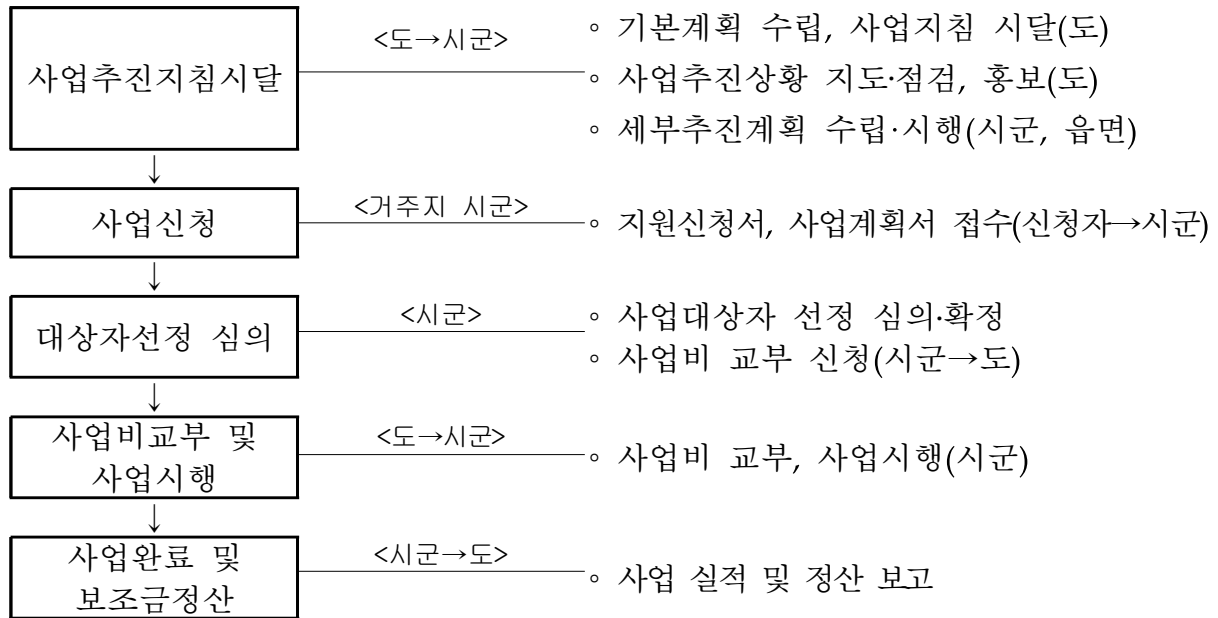 사업추진지침시달
<도→시군>
◦ 기본계획 수립, 사업지침 시달(도)
◦ 사업추진상황 지도·점검, 홍보(도)
◦ 세부추진계획 수립·시행(시군, 읍면)
↓
사업신청
<거주지 시군>
◦ 지원신청서, 사업계획서 접수(신청자→시군)
↓
대상자선정 심의
<시군>
◦ 사업대상자 선정 심의·확정
◦ 사업비 교부 신청(시군→도)
↓
사업비교부 및
사업시행
<도→시군>
◦ 사업비 교부, 사업시행(시군)
↓
사업완료 및
보조금정산
<시군→도>
◦ 사업 실적 및 정산 보고